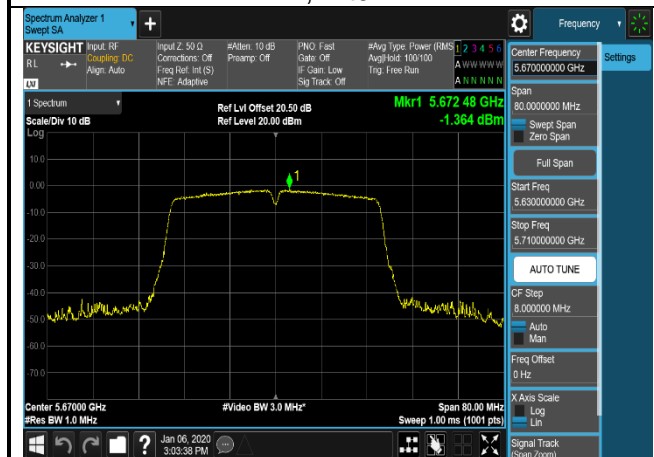 Spectrum Analyzer 1
Swept SA
+
Frequency
KEYSIGHT
RL
LXI
Input: RF
Coupling: DC
Align: Auto
Input Z: 50 Ω
Corrections: Off
Freq Ref: Int (S)
NFE: Adaptive
#Atten: 10 dB
Preamp: Off
PNO: Fast
Gate: Off
IF Gain: Low
Sig Track: Off
#Avg Type: Power (RMS
Avg|Hold: 100/100
Trig: Free Run
1 2 3 4 5 6
A W W W W W
A N N N N N
Center Frequency
5.670000000 GHz
Settings
Span
80.0000000 MHz
Swept Span
Zero Span
Full Span
Start Freq
5.630000000 GHz
Stop Freq
5.710000000 GHz
AUTO TUNE
CF Step
8.000000 MHz
Auto
Man
Freq Offset
0 Hz
X Axis Scale
Log
Lin
Signal Track
(Span Zoom)
1 Spectrum
Scale/Div 10 dB
Ref Lvl Offset 20.50 dB
Ref Level 20.00 dBm
Mkr1 5.672 48 GHz
-1.364 dBm
Log
10.0
0.00
-10.0
-20.0
-30.0
-40.0
-50.0
-60.0
-70.0
1
Center 5.67000 GHz
#Res BW 1.0 MHz
#Video BW 3.0 MHz*
Span 80.00 MHz
Sweep 1.00 ms (1001 pts)
?
Jan 06, 2020
3:03:38 PM